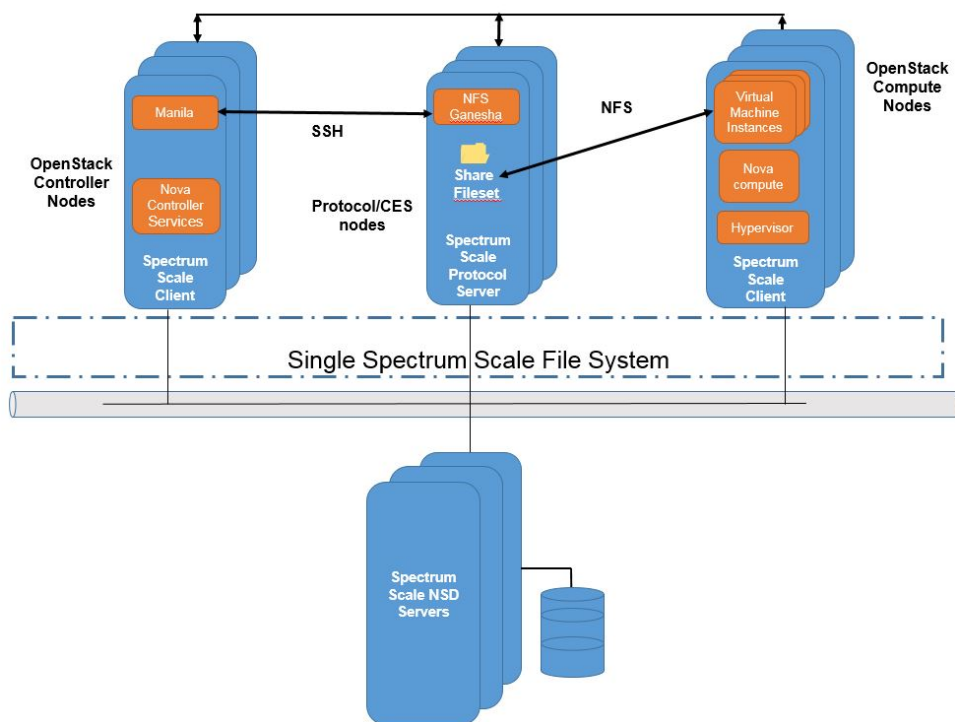 Manila
SSH
OpenStack
Controller
Nodes
Nova
Controller
Services
Spectrum
Scale
Client
NFS
Ganesha
Share
Fileset
Protocol/CES
nodes
Spectrum
Scale
Protocol
Server
NFS
OpenStack
Compute
Nodes
Virtual
Machine
Instances
Nova
compute
Hypervisor
Spectrum
Scale
Client
Single Spectrum Scale File System
Spectrum
Scale NSD
Servers